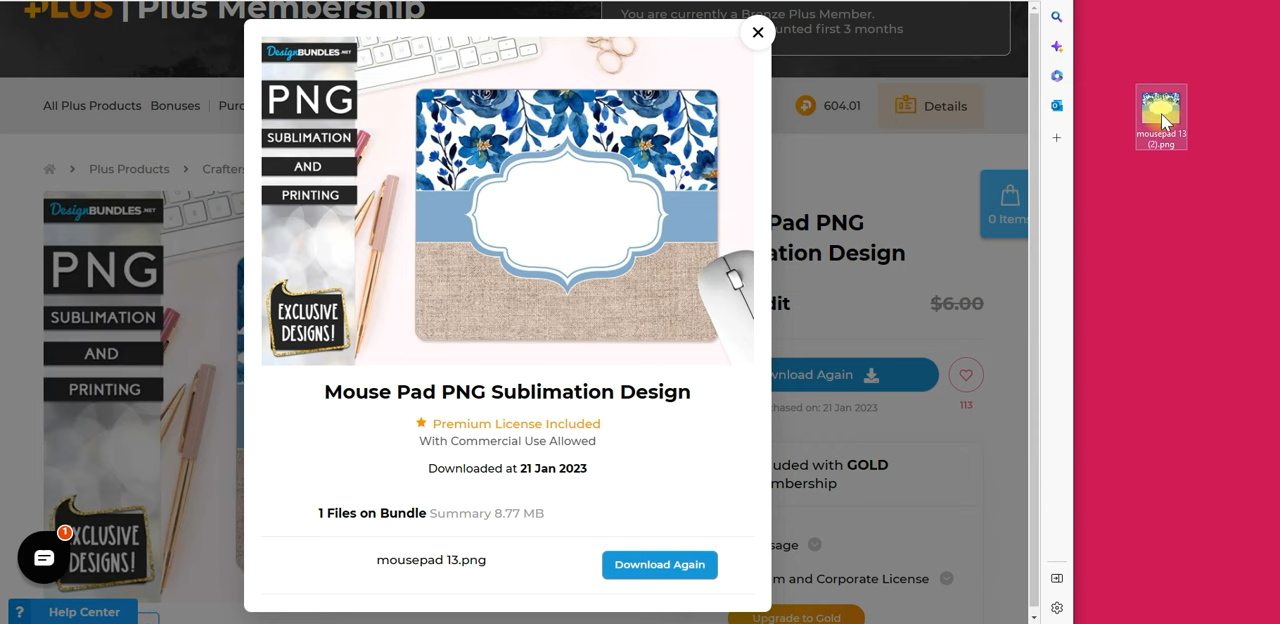 PLUS | Plus Membership
You are currently a Bronze Plus Member.
unted first 3 months
All Plus Products Bonuses
604.01
Details
Plus Products
Crafters
DesignBUNDLES.NET
PNG
SUBLIMATION
AND
PRINTING
EXCLUSIVE
DESIGNS!
DesignBUNDLES.NET
PNG
SUBLIMATION
AND
PRINTING
EXCLUSIVE
DESIGNS!
Pad PNG
ation Design
dit
$6.00
wnload Again
hased on: 21 Jan 2023
113
uded with GOLD
mbership
sage
m and Corporate License
Upgrade to Gold
0 Items
Mouse Pad PNG Sublimation Design
Premium License Included
With Commercial Use Allowed
Downloaded at 21 Jan 2023
1 Files on Bundle Summary 8.77 MB
mousepad 13.png
Download Again
1
? Help Center
mousepad 13
(2).png